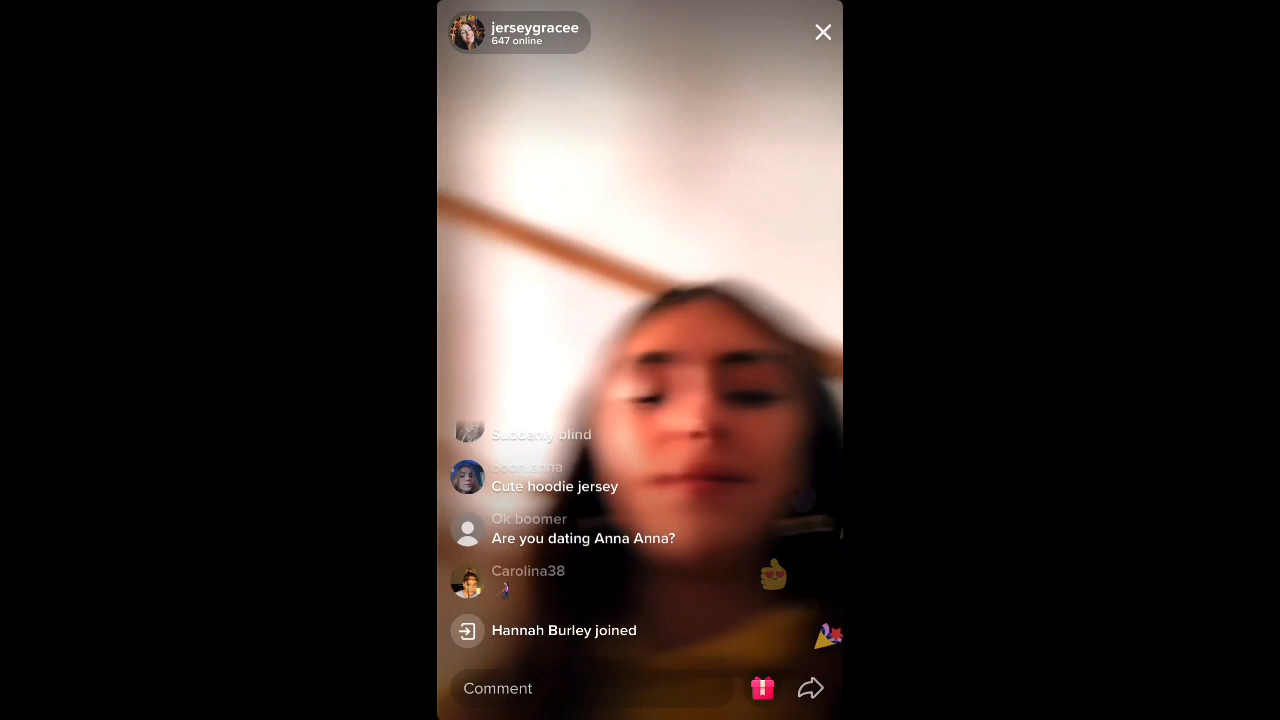 jerseygracee
647 online
Suddenly blind
boonianna
Cute hoodie jersey
Ok boomer
Are you dating Anna Anna?
Carolina38
Hannah Burley joined
Comment